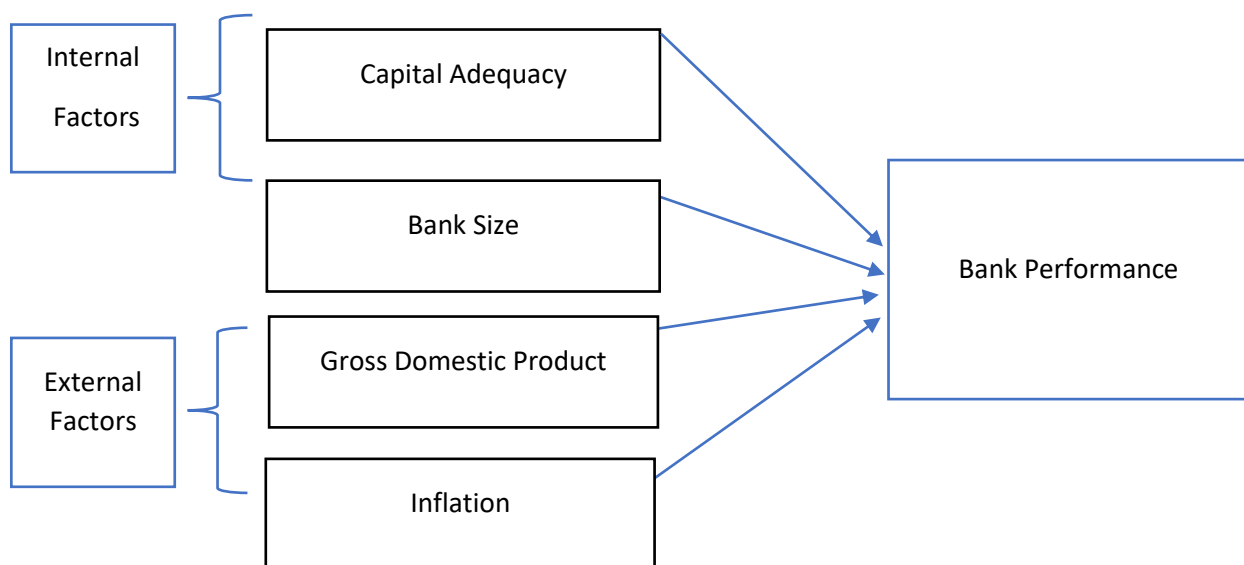 Internal
Factors
Capital Adequacy
Bank Size
Bank Performance
Gross Domestic Product
External
Factors
Inflation